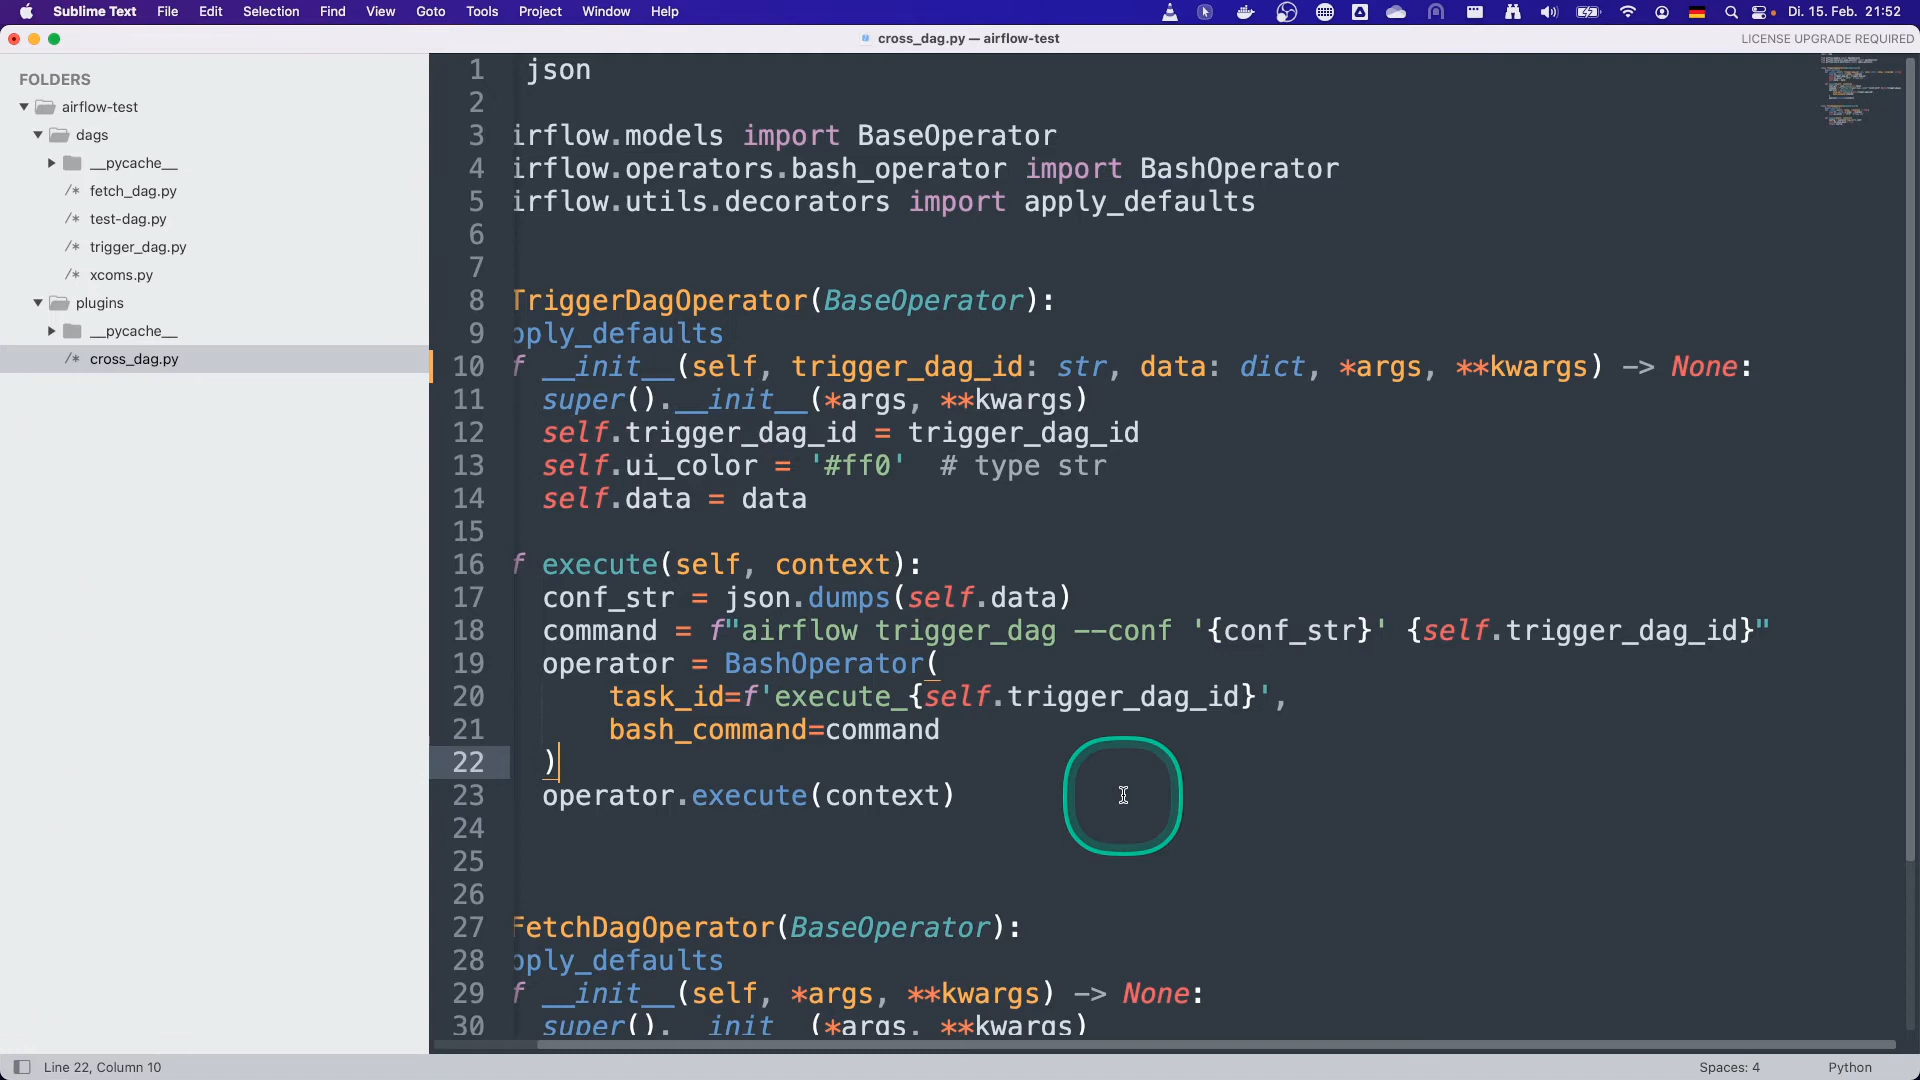 Sublime Text File Edit Selection Find View Goto Tools Project Window Help Di. 15. Feb. 21:52
cross_dag.py — airflow-test LICENSE UPGRADE REQUIRED
FOLDERS
airflow-test
dags
__pycache__
/* fetch_dag.py
/* test-dag.py
/* trigger_dag.py
/* xcoms.py
plugins
__pycache__
/* cross_dag.py
1 json
2
3 irflow.models import BaseOperator
4 irflow.operators.bash_operator import BashOperator
5 irflow.utils.decorators import apply_defaults
6
7
8 TriggerDagOperator(BaseOperator):
9 pply_defaults
10 f __init__(self, trigger_dag_id: str, data: dict, *args, **kwargs) -> None:
11 super().__init__(*args, **kwargs)
12 self.trigger_dag_id = trigger_dag_id
13 self.ui_color = '#ff0' # type str
14 self.data = data
15
16 f execute(self, context):
17 conf_str = json.dumps(self.data)
18 command = f"airflow trigger_dag --conf '{conf_str}' {self.trigger_dag_id}"
19 operator = BashOperator(
20 task_id=f'execute_{self.trigger_dag_id}',
21 bash_command=command
22 )
23 operator.execute(context)
24
25
26
27 FetchDagOperator(BaseOperator):
28 pply_defaults
29 f __init__(self, *args, **kwargs) -> None:
30 super().__init__(*args, **kwargs)
Line 22, Column 10 Spaces: 4 Python